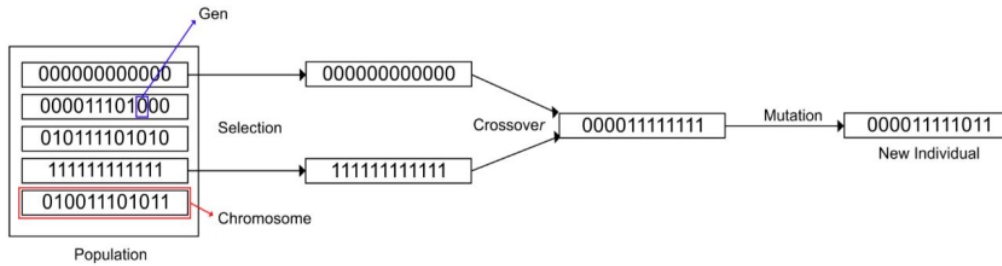 Gen
000000000000
000011101000
010111101010
111111111111
010011101011
Population
Chromosome
Selection
000000000000
111111111111
Crossover
000011111111
Mutation
000011111011
New Individual